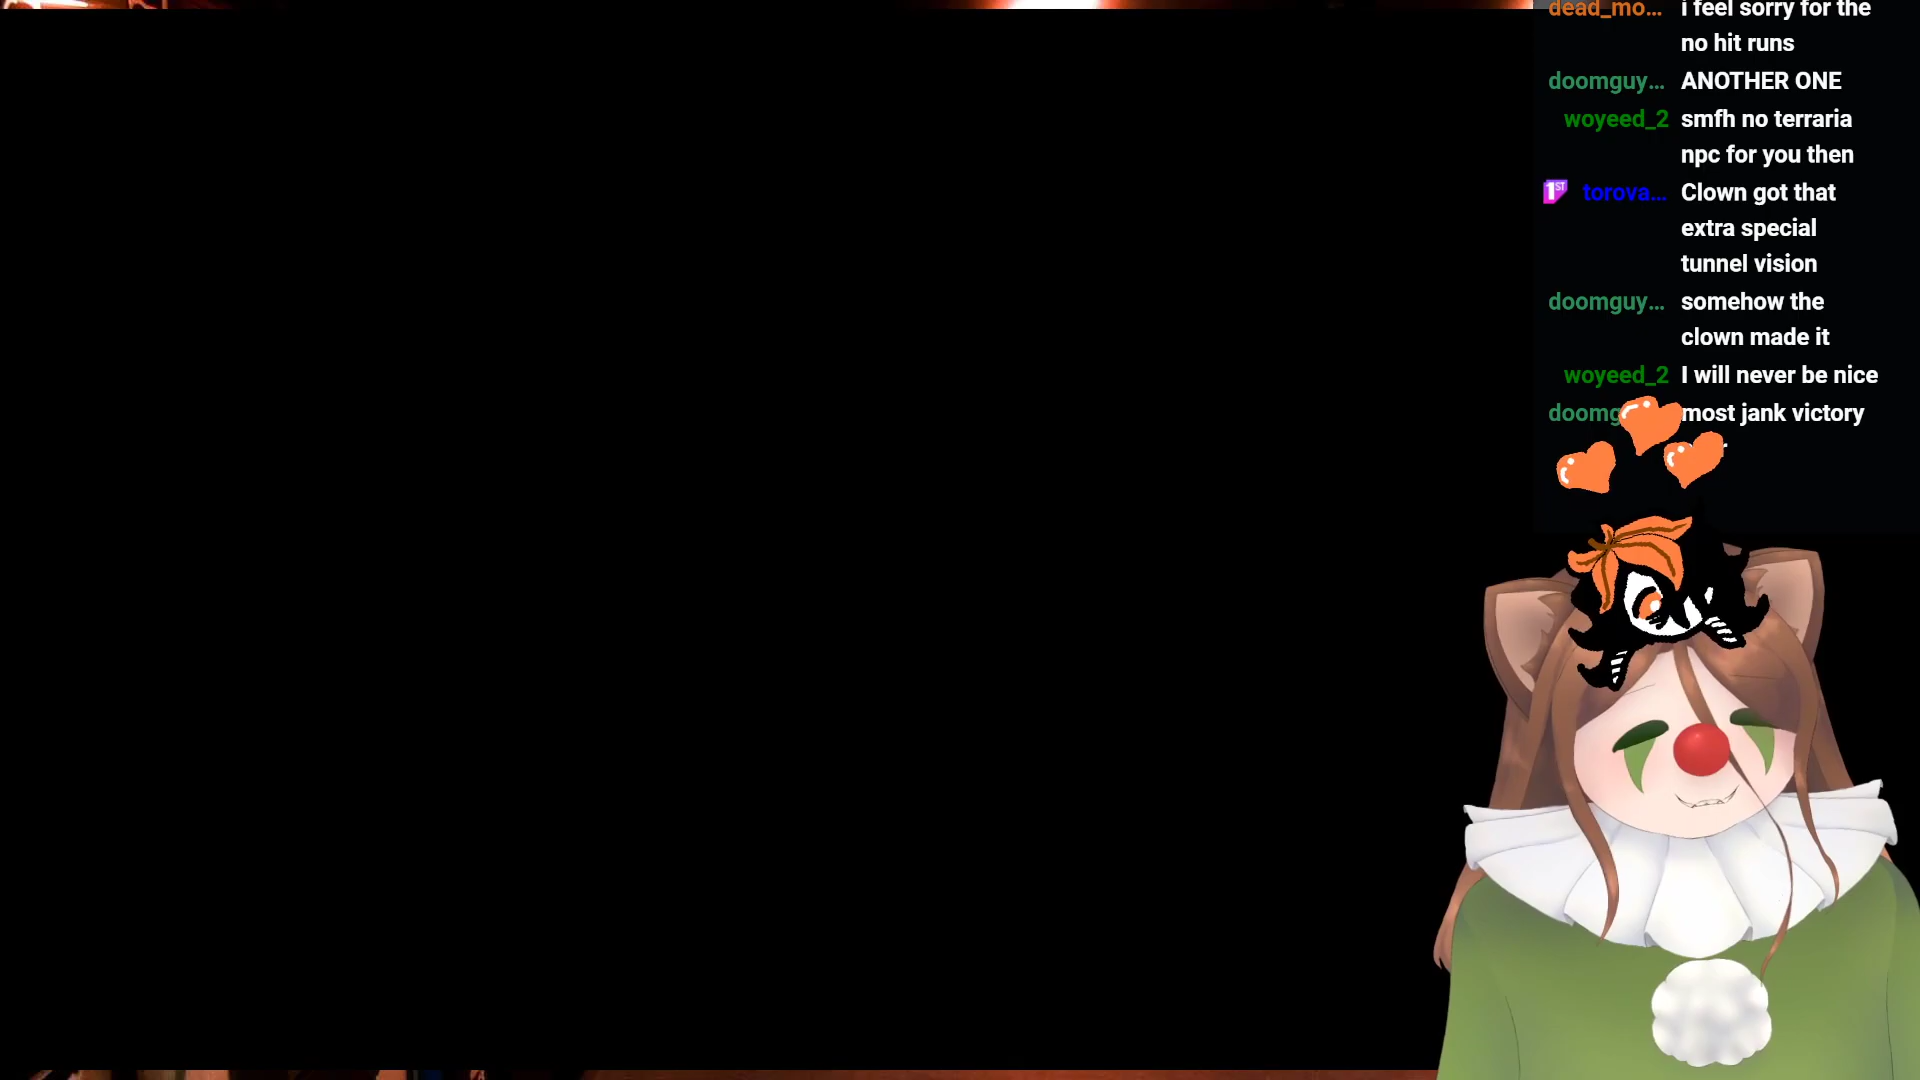 dead_mo... i feel sorry for the
no hit runs
doomguy... ANOTHER ONE
woyeed_2 smfh no terraria
npc for you then
1ST torova... Clown got that
extra special
tunnel vision
doomguy... somehow the
clown made it
woyeed_2 I will never be nice
doomg most jank victory